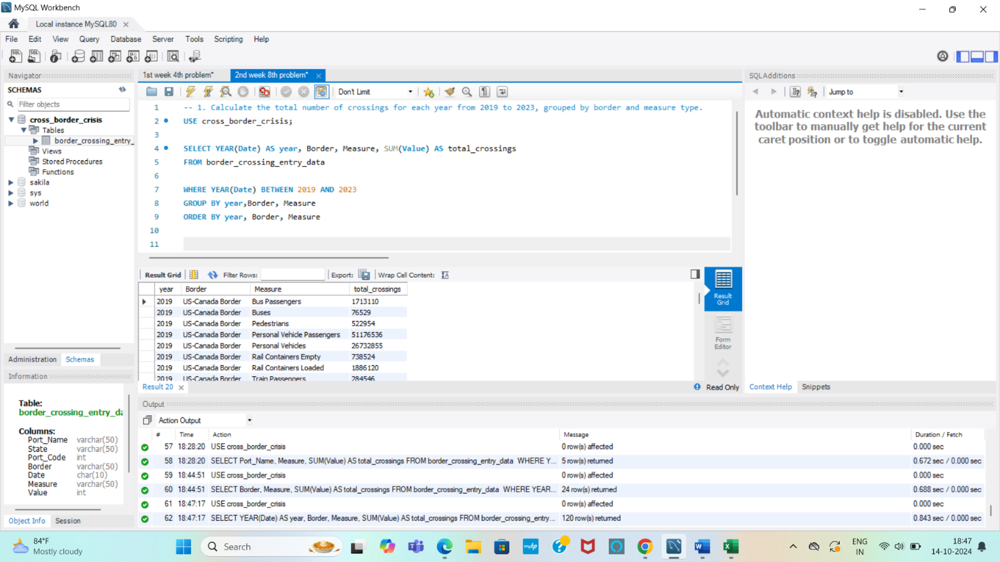 MySQL Workbench
Local instance MySQL80
File Edit View Query Database Server Tools Scripting Help
Navigator
SCHEMAS
Filter objects
cross_border_crisis
Tables
border_crossing_entry_
Views
Stored Procedures
Functions
sakila
sys
world
Administration Schemas
Information
Table:
border_crossing_entry_da
Columns:
Port_Name varchar(50)
State varchar(50)
Port_Code int
Border varchar(50)
Date char(10)
Measure varchar(50)
Value int
Object Info Session
1st week 4th problem* 2nd week 8th problem*
Don't Limit
1 -- 1. Calculate the total number of crossings for each year from 2019 to 2023, grouped by border and measure type.
2 USE cross_border_crisis;
3
4 SELECT YEAR(Date) AS year, Border, Measure, SUM(Value) AS total_crossings
5 FROM border_crossing_entry_data
6
7 WHERE YEAR(Date) BETWEEN 2019 AND 2023
8 GROUP BY year,Border, Measure
9 ORDER BY year, Border, Measure
10
11
Result Grid Filter Rows: Export: Wrap Cell Content:
year Border Measure total_crossings
2019 US-Canada Border Bus Passengers 1713110
2019 US-Canada Border Buses 76529
2019 US-Canada Border Pedestrians 522954
2019 US-Canada Border Personal Vehicle Passengers 51176536
2019 US-Canada Border Personal Vehicles 26732855
2019 US-Canada Border Rail Containers Empty 738524
2019 US-Canada Border Rail Containers Loaded 1886120
2019 US-Canada Border Train Passengers 284546
Result Grid
Form Editor
Result 20
Read Only
SQLAdditions
Jump to
Automatic context help is disabled. Use the
toolbar to manually get help for the current
caret position or to toggle automatic help.
Context Help Snippets
Output
Action Output
# Time Action Message Duration / Fetch
57 18:28:20 USE cross_border_crisis 0 row(s) affected 0.000 sec
58 18:28:20 SELECT Port_Name, Measure, SUM(Value) AS total_crossings FROM border_crossing_entry_data WHERE Y... 5 row(s) returned 0.672 sec / 0.000 sec
59 18:44:51 USE cross_border_crisis 0 row(s) affected 0.000 sec
60 18:44:51 SELECT Border, Measure, SUM(Value) AS total_crossings FROM border_crossing_entry_data WHERE YEAR... 24 row(s) returned 0.688 sec / 0.000 sec
61 18:47:17 USE cross_border_crisis 0 row(s) affected 0.000 sec
62 18:47:17 SELECT YEAR(Date) AS year, Border, Measure, SUM(Value) AS total_crossings FROM border_crossing_entry... 120 row(s) returned 0.843 sec / 0.000 sec
84°F
Mostly cloudy
Search
myhp
ENG
IN
18:47
14-10-2024